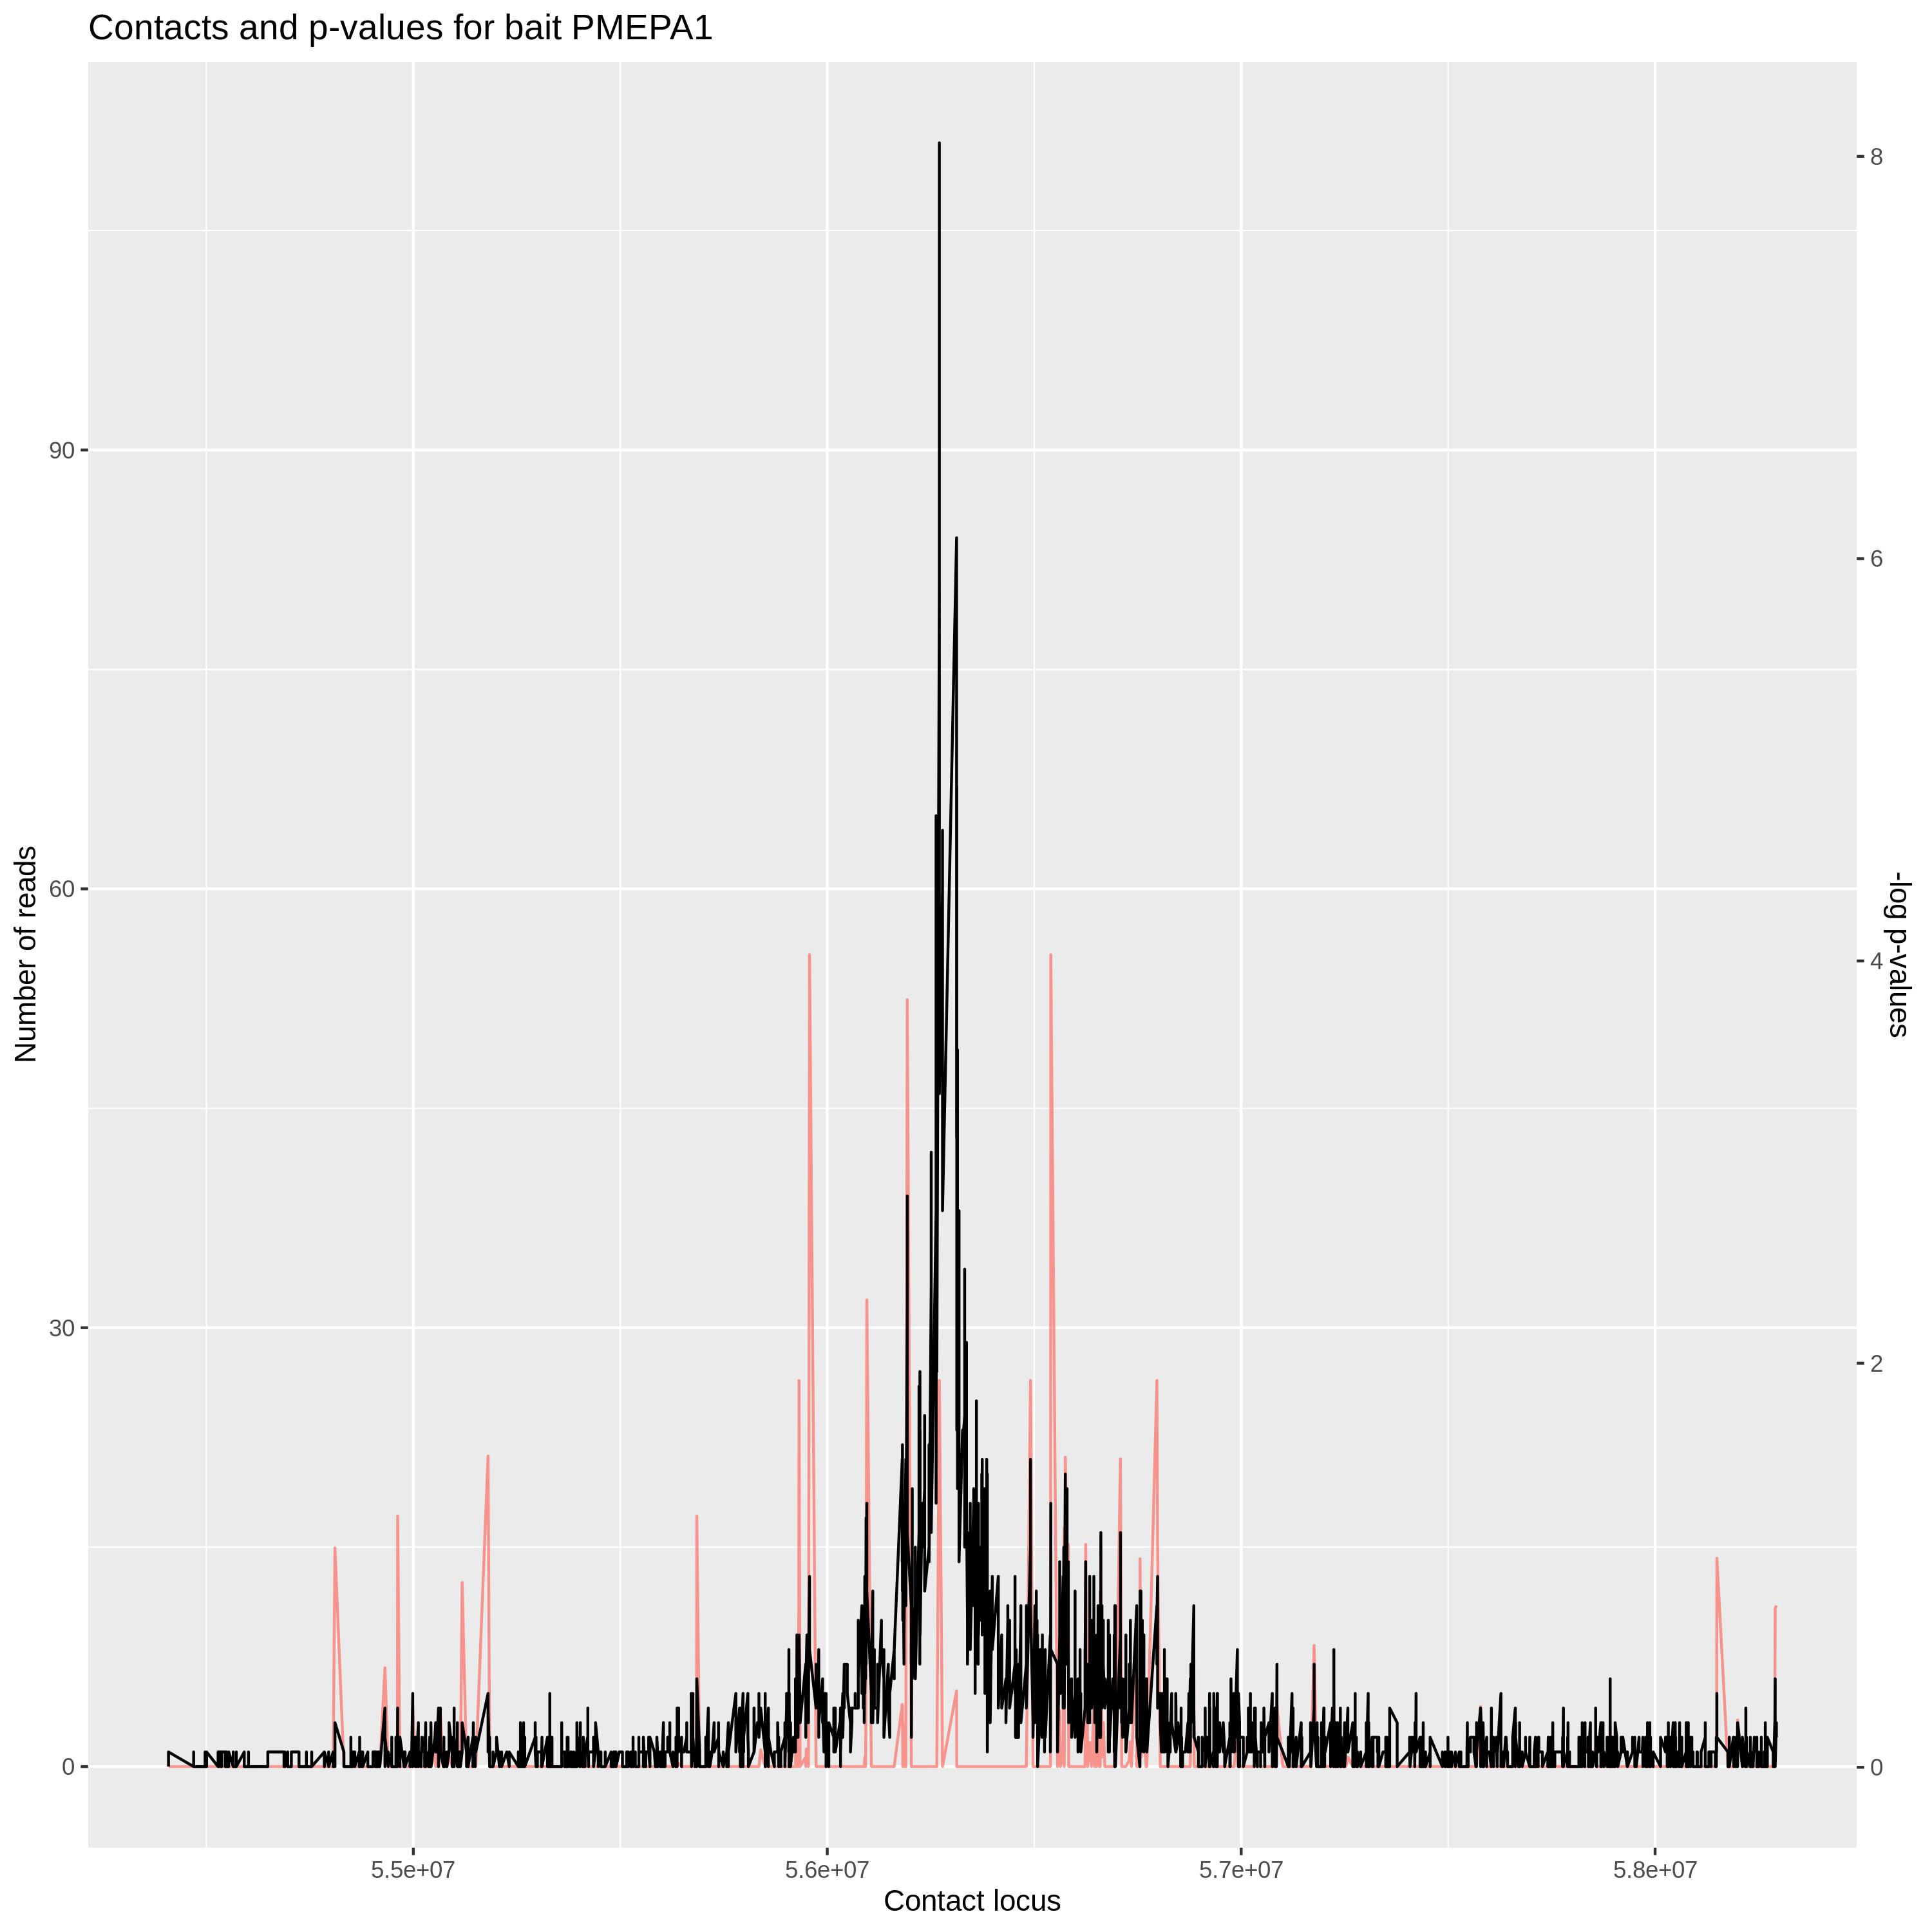 Contacts and p-values for bait PMEPA1
Number of reads
90
60
30
0
8
6
4
2
0
-log p-values
5.5e+07
5.6e+07
5.7e+07
5.8e+07
Contact locus